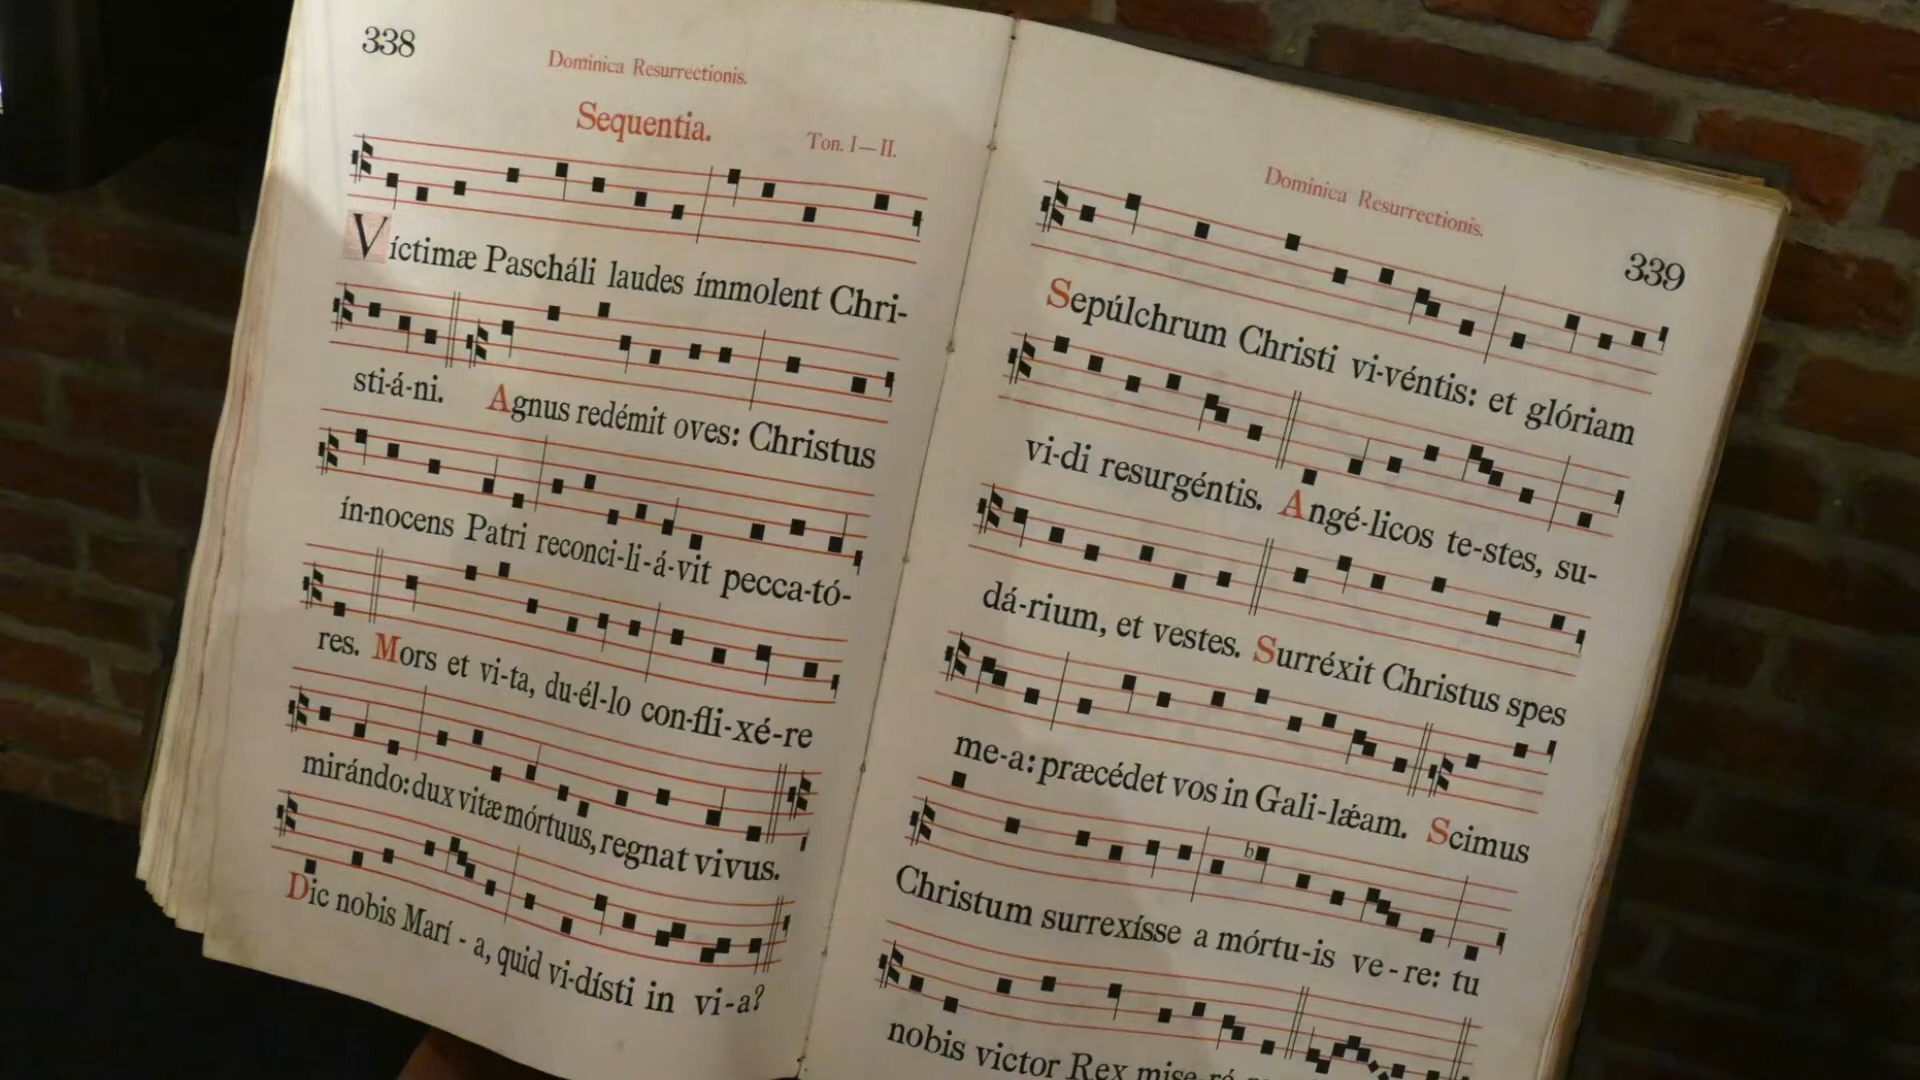 338
Dominica Resurrectionis.
Sequentia.
Ton. I—II.
Víctimæ Pascháli laudes ímmolent Chri-
sti-á-ni. Agnus redémit oves: Christus
ín-nocens Patri reconci-li-á-vit pecca-tó-
res. Mors et vi-ta, du-él-lo con-fli-xé-re
mirándo: dux vitæ mórtuus, regnat vivus.
Dic nobis Marí - a, quid vi-dísti in vi-a?
Dominica Resurrectionis.
339
Sepúlchrum Christi vi-véntis: et glóriam
vi-di resurgéntis. Angé-licos te-stes, su-
dá-rium, et vestes. Surréxit Christus spes
me-a: præcédet vos in Gali-lǽam. Scimus
Christum surrexísse a mórtu-is ve-re: tu
nobis victor Rex